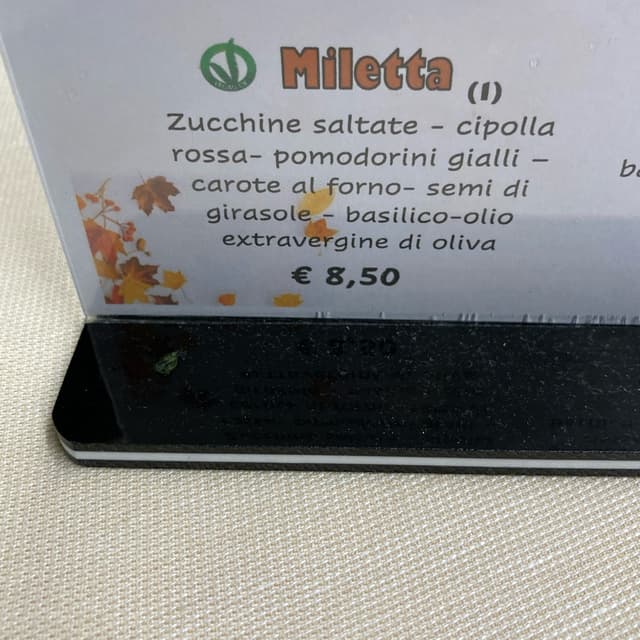 Miletta (1)
Zucchine saltate - cipolla
rossa- pomodorini gialli –
carote al forno- semi di
girasole - basilico-olio
extravergine di oliva
€ 8,50